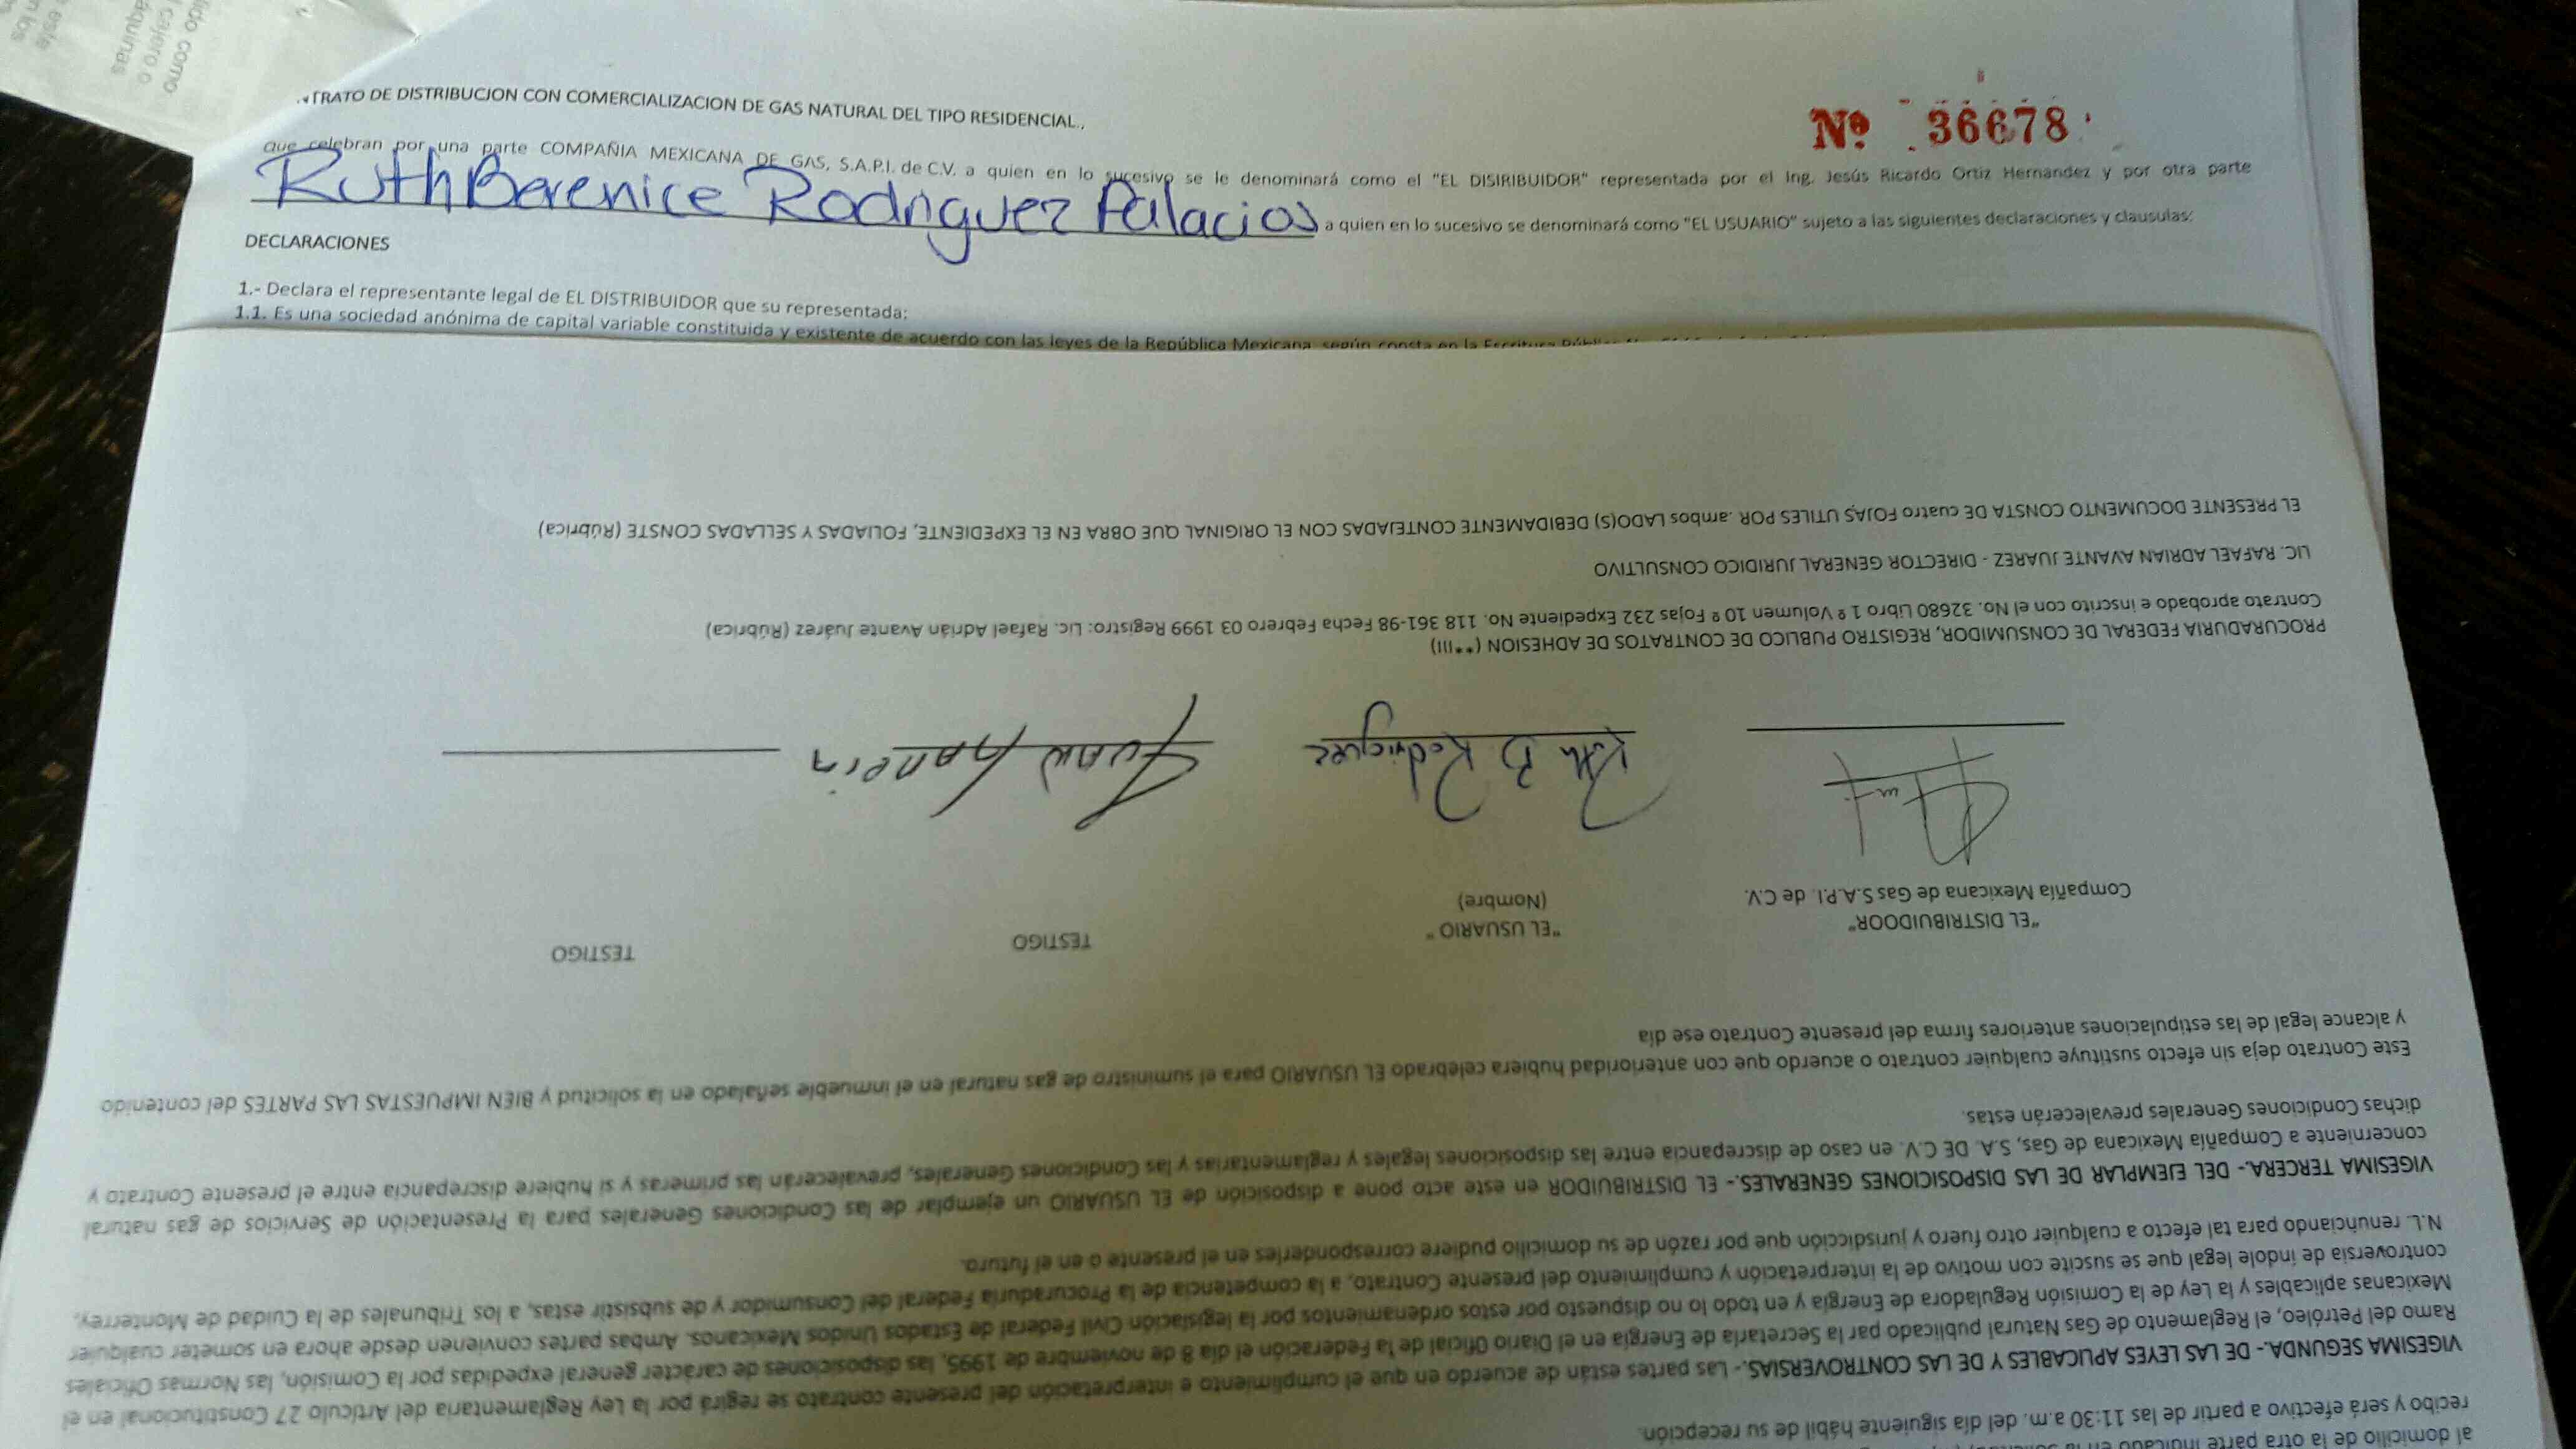 TRATO DE DISTRIBUCION CON COMERCIALIZACION DE GAS NATURAL DEL TIPO RESIDENCIAL.,
Nº 36678
que celebran por una parte COMPAÑIA MEXICANA DE GAS, S.A.P.I. de C.V. a quien en lo sucesivo se le denominará como el "EL DISIRIBUIDOR" representada por el Ing. Jesús Ricardo Ortiz Hernandez y por otra parte
Ruth Berenice Rodriguez Palacios a quien en lo sucesivo se denominará como "EL USUARIO" sujeto a las siguientes declaraciones y clausulas:
DECLARACIONES
1.- Declara el representante legal de EL DISTRIBUIDOR que su representada:
1.1. Es una sociedad anónima de capital variable constituida y existente de acuerdo con las leyes de la República Mexicana, según consta en la Escritura
al domicilio de la otra parte indicado en la
recibo y será efectivo a partir de las 11:30 a.m. del día siguiente hábil de su recepción.
VIGESIMA SEGUNDA.- DE LAS LEYES APLICABLES Y DE LAS CONTROVERSIAS.- Las partes están de acuerdo en que el cumplimiento e interpretación del presente contrato se regirá por la Ley Reglamentaria del Artículo 27 Constitucional en el
Ramo del Petróleo, el Reglamento de Gas Natural publicado par la Secretaría de Energía en el Diario Oficial de la Federación el día 8 de noviembre de 1995, las disposiciones de carácter general expedidas por la Comisión, las Normas Oficiales
Mexicanas aplicables y la Ley de la Comisión Reguladora de Energía y en todo lo no dispuesto por estos ordenamientos por la legislación Civil Federal de Estados Unidos Mexicanos. Ambas partes convienen desde ahora en someter cualquier
controversia de índole legal que se suscite con motivo de la interpretación y cumplimiento del presente Contrato, a la competencia de la Procuraduría Federal del Consumidor y de subsistir estas, a los Tribunales de la Cuidad de Monterrey,
N.L. renunciando para tal efecto a cualquier otro fuero y jurisdicción que por razón de su domicilio pudiere corresponderles en el presente o en el futuro.
VIGESIMA TERCERA.- DEL EJEMPLAR DE LAS DISPOSICIONES GENERALES.- EL DISTRIBUIDOR en este acto pone a disposición de EL USUARIO un ejemplar de las Condiciones Generales para la Presentación de Servicios de gas natural
concerniente a Compañía Mexicana de Gas, S.A. DE C.V. en caso de discrepancia entre las disposiciones legales y reglamentarias y las Condiciones Generales, prevalecerán las primeras y si hubiere discrepancia entre el presente Contrato y
dichas Condiciones Generales prevalecerán estas.
Este Contrato deja sin efecto sustituye cualquier contrato o acuerdo que con anterioridad hubiera celebrado EL USUARIO para el suministro de gas natural en el inmueble señalado en la solicitud y BIEN IMPUESTAS LAS PARTES del contenido
y alcance legal de las estipulaciones anteriores firma del presente Contrato ese día
"EL DISTRIBUIDOOR" "EL USUARIO" TESTIGO TESTIGO
Compañía Mexicana de Gas S.A.P.I. de C.V. (Nombre)
Ruth B Rodriguez
PROCURADURIA FEDERAL DE CONSUMIDOR, REGISTRO PUBLICO DE CONTRATOS DE ADHESION (**III)
Contrato aprobado e inscrito con el No. 32680 Libro 1 º Volumen 10 º Fojas 232 Expediente No. 118 361-98 Fecha Febrero 03 1999 Registro: Lic. Rafael Adrián Avante Juárez (Rúbrica)
LIC. RAFAEL ADRIAN AVANTE JUAREZ - DIRECTOR GENERAL JURIDICO CONSULTIVO
EL PRESENTE DOCUMENTO CONSTA DE cuatro FOJAS UTILES POR .ambos LADO(S) DEBIDAMENTE CONTEJADAS CON EL ORIGINAL QUE OBRA EN EL EXPEDIENTE, FOLIADAS Y SELLADAS CONSTE (Rúbrica)
ido como
cajero o
áquinas